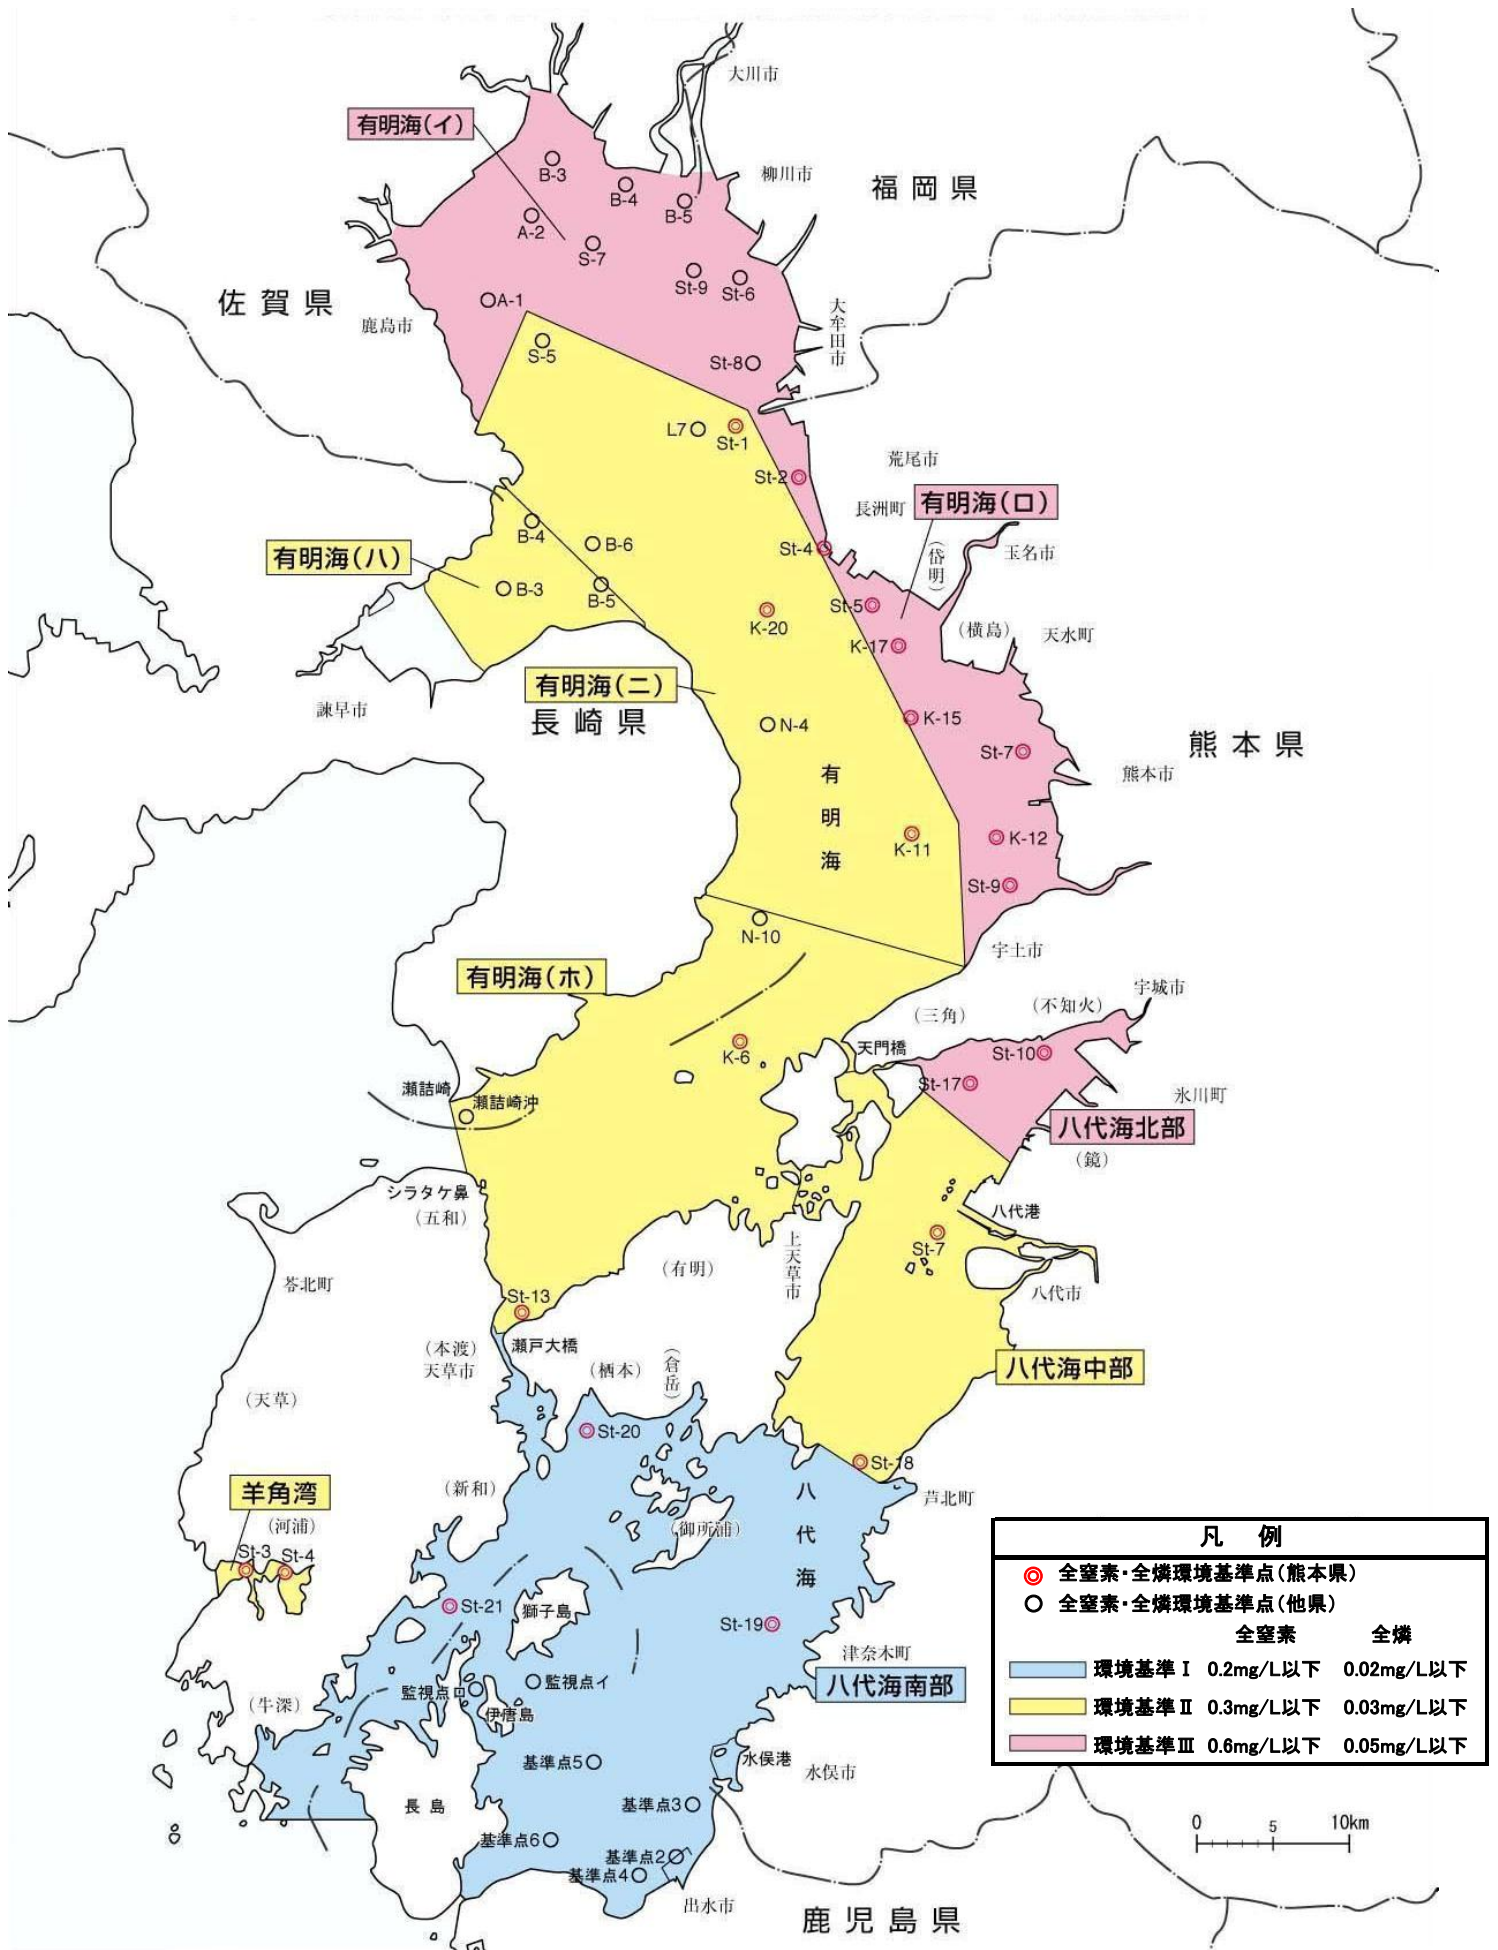 大川市
有明海(イ)
B-3
柳川市
福岡県
B-4
B-5
A-2
S-7
St-9
St-6
佐賀県
A-1
鹿島市
大牟田市
S-5
St-8
L7
St-1
荒尾市
St-2
長洲町
有明海(ロ)
B-4
B-6
St-4
(岱明)
玉名市
有明海(ハ)
B-3
B-5
K-20
St-5
(横島)
天水町
K-17
有明海(ニ)
諫早市
長崎県
N-4
K-15
熊本県
St-7
熊本市
有明海
K-11
K-12
St-9
N-10
宇土市
有明海(ホ)
宇城市
(不知火)
(三角)
K-6
天門橋
St-10
St-17
瀬詰崎
瀬詰崎沖
氷川町
八代海北部
(鏡)
シラタケ鼻
(五和)
八代港
St-7
上天草市
(有明)
苓北町
八代市
St-13
(本渡)
天草市
瀬戸大橋
(栖本)
(倉岳)
八代海中部
(天草)
St-20
St-18
(新和)
羊角湾
(河浦)
芦北町
八代海
(御所浦)
St-3
St-4
St-21
獅子島
St-19
津奈木町
八代海南部
監視点イ
監視点ロ
伊唐島
(牛深)
基準点5
水俣港
水俣市
長島
基準点3
基準点6
基準点2
基準点4
出水市
鹿児島県
凡 例
全窒素・全燐環境基準点(熊本県)
全窒素・全燐環境基準点(他県)
全窒素 全燐
環境基準Ⅰ 0.2mg/L以下 0.02mg/L以下
環境基準Ⅱ 0.3mg/L以下 0.03mg/L以下
環境基準Ⅲ 0.6mg/L以下 0.05mg/L以下
0 5 10km